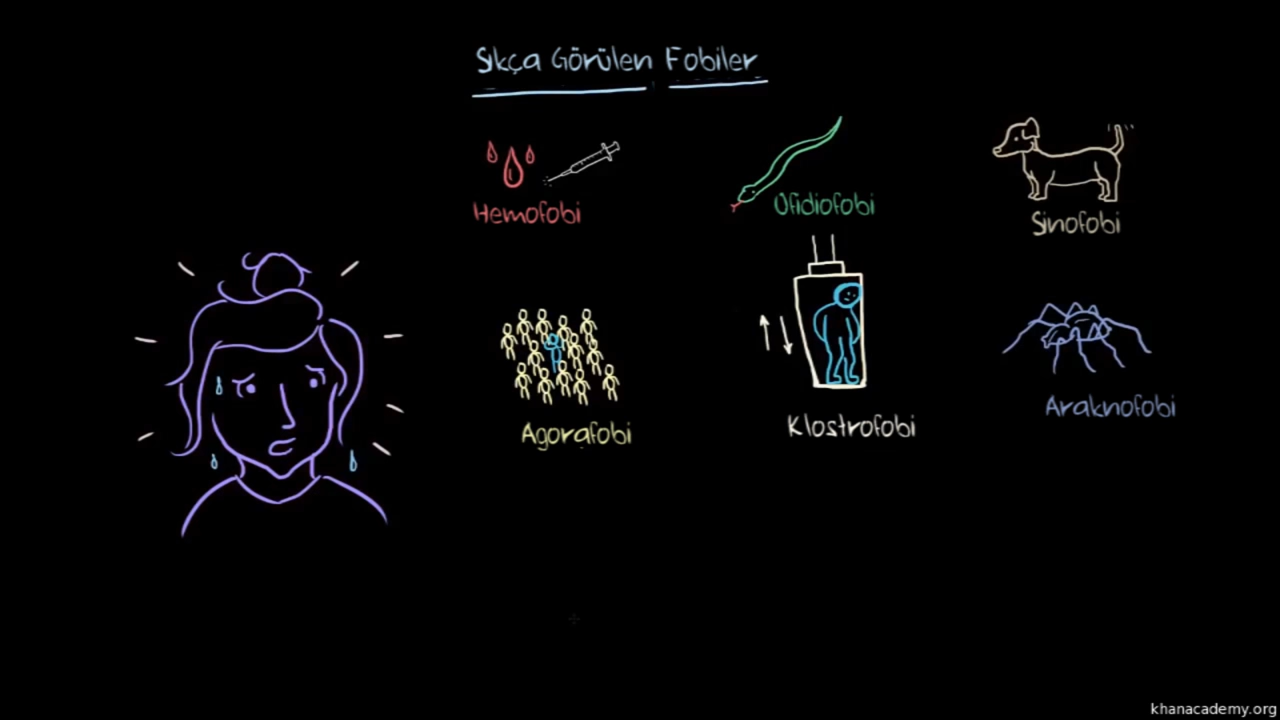 Sıkça Görülen Fobiler
Hemofobi
Ofidiofobi
Sinofobi
Agorafobi
Klostrofobi
Araknofobi
khanacademy.org